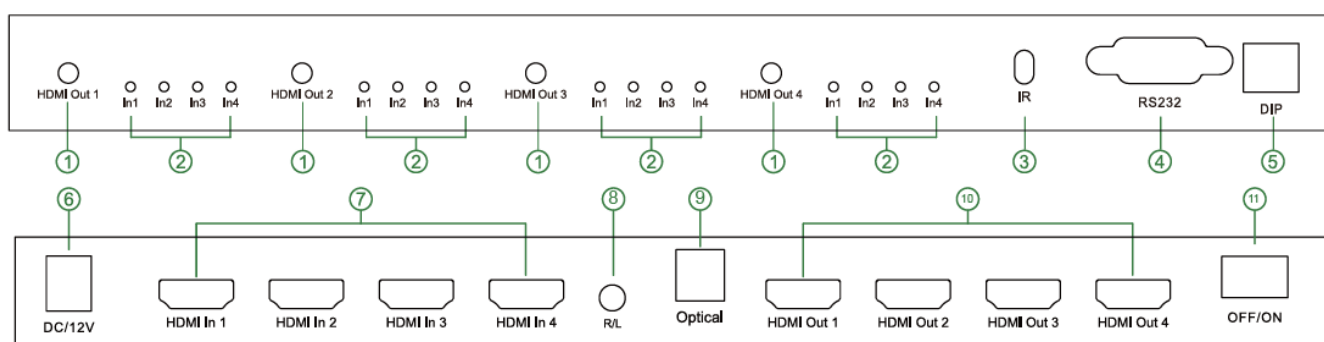 HDMI Out 1 In1 In2 In3 In4 HDMI Out 2 In1 In2 In3 In4 HDMI Out 3 In1 In2 In3 In4 HDMI Out 4 In1 In2 In3 In4 IR RS232 DIP
1 2 1 2 1 2 1 2 3 4 5
6 7 8 9 10 11
DC/12V HDMI In 1 HDMI In 2 HDMI In 3 HDMI In 4 R/L Optical HDMI Out 1 HDMI Out 2 HDMI Out 3 HDMI Out 4 OFF/ON